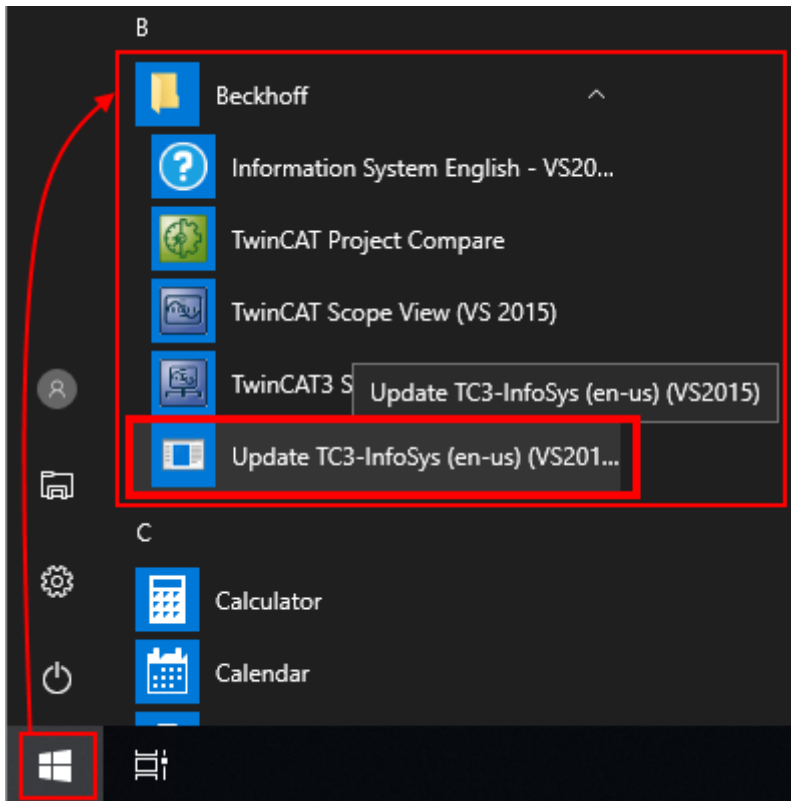 B
Beckhoff
Information System English - VS20...
TwinCAT Project Compare
TwinCAT Scope View (VS 2015)
TwinCAT3 S
Update TC3-InfoSys (en-us) (VS2015)
Update TC3-InfoSys (en-us) (VS201...
C
Calculator
Calendar